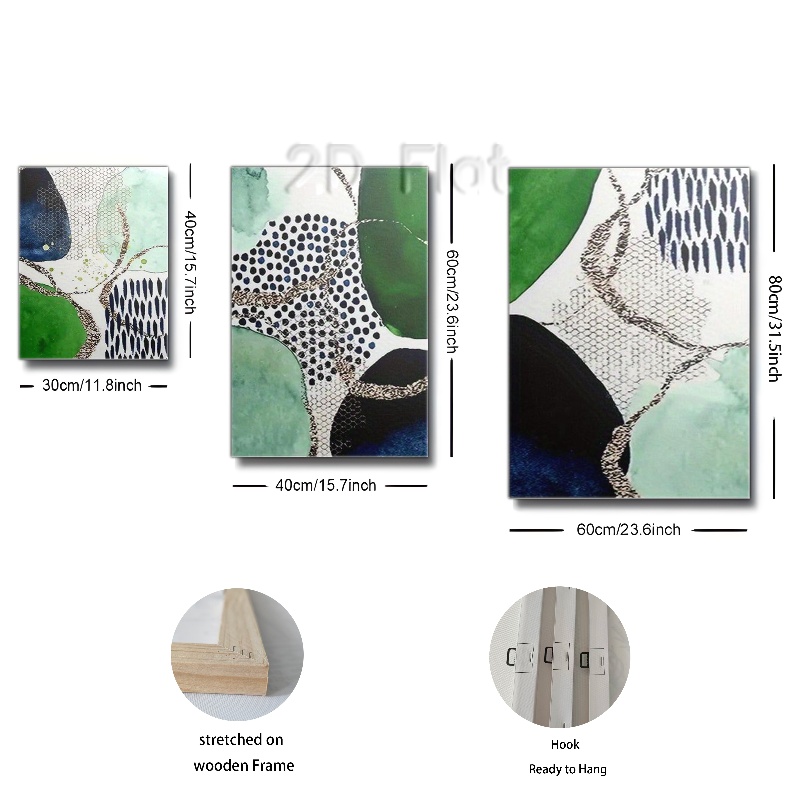 2D Flat
40cm/15.7inch
30cm/11.8inch
60cm/23.6inch
40cm/15.7inch
80cm/31.5inch
60cm/23.6inch
stretched on
wooden Frame
Hook
Ready to Hang